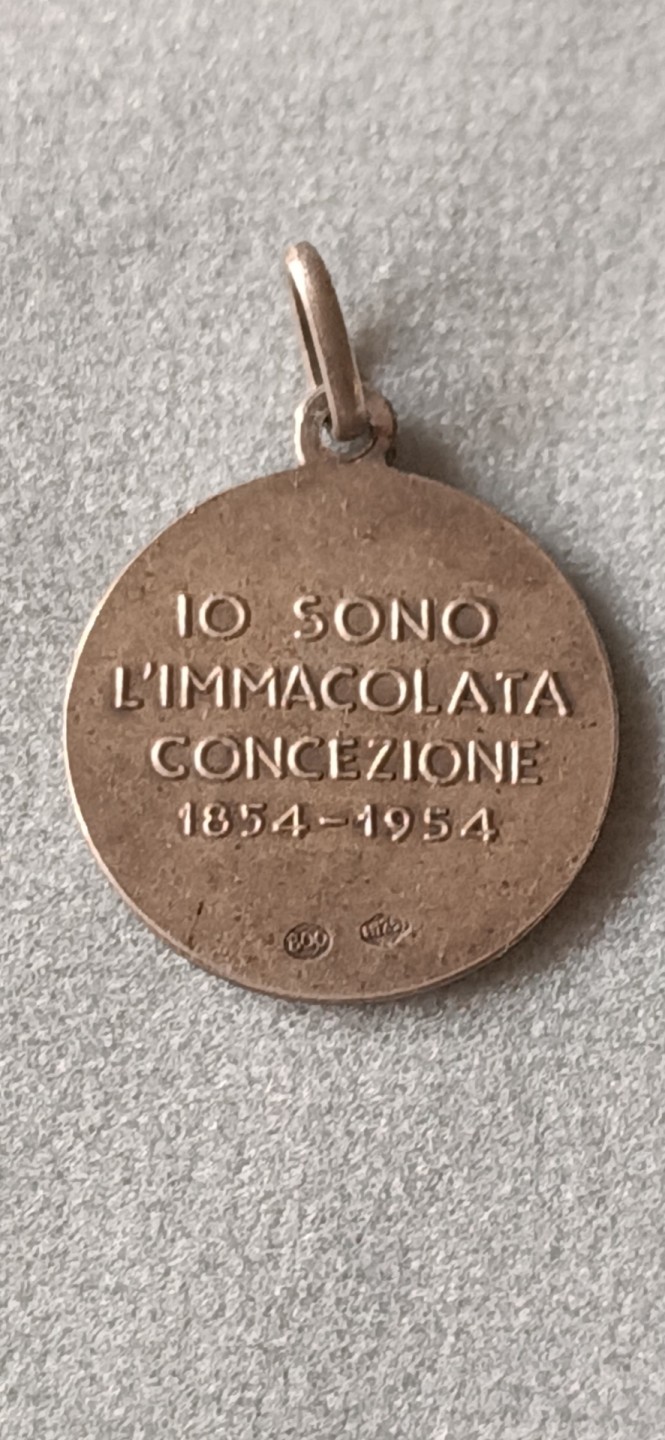 IO SONO
L'IMMACOLATA
CONCEZIONE
1854-1954
800